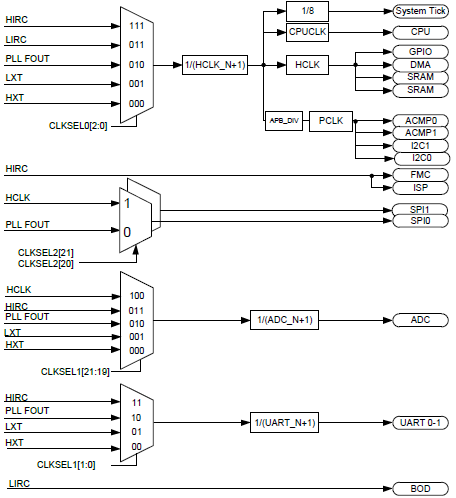 HIRC
LIRC
PLL FOUT
LXT
HXT
111
011
010
001
000
CLKSEL0[2:0]
1/(HCLK_N+1)
1/8
System Tick
CPUCLK
CPU
HCLK
GPIO
DMA
SRAM
SRAM
APB_DIV
PCLK
ACMP0
ACMP1
I2C1
I2C0
HIRC
FMC
ISP
HCLK
PLL FOUT
1
0
SPI1
SPI0
CLKSEL2[21]
CLKSEL2[20]
HCLK
HIRC
PLL FOUT
LXT
HXT
100
011
010
001
000
CLKSEL1[21:19]
1/(ADC_N+1)
ADC
HIRC
PLL FOUT
LXT
HXT
11
10
01
00
CLKSEL1[1:0]
1/(UART_N+1)
UART 0-1
LIRC
BOD